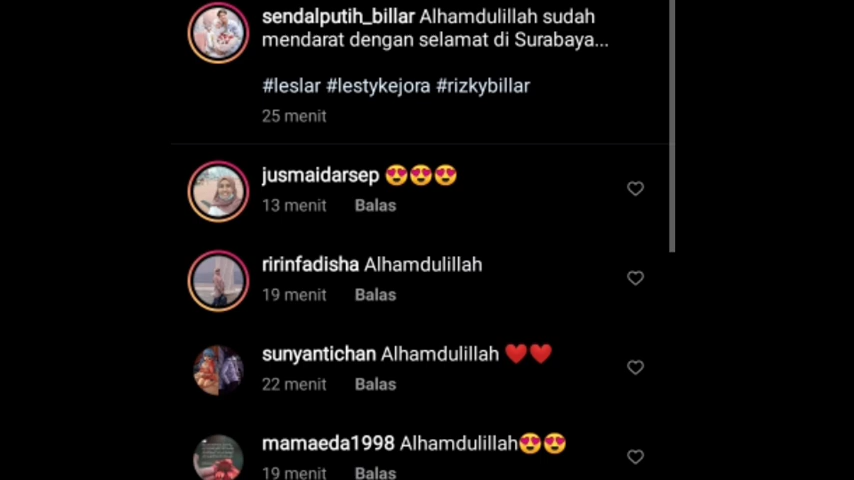 sendalputih_billar Alhamdulillah sudah
mendarat dengan selamat di Surabaya...
#leslar #lestykejora #rizkybillar
25 menit
jusmaidarsep 😍😍😍
13 menit Balas
ririnfadisha Alhamdulillah
19 menit Balas
sunyantichan Alhamdulillah ❤️❤️
22 menit Balas
mamaeda1998 Alhamdulillah😍😍
19 menit Balas